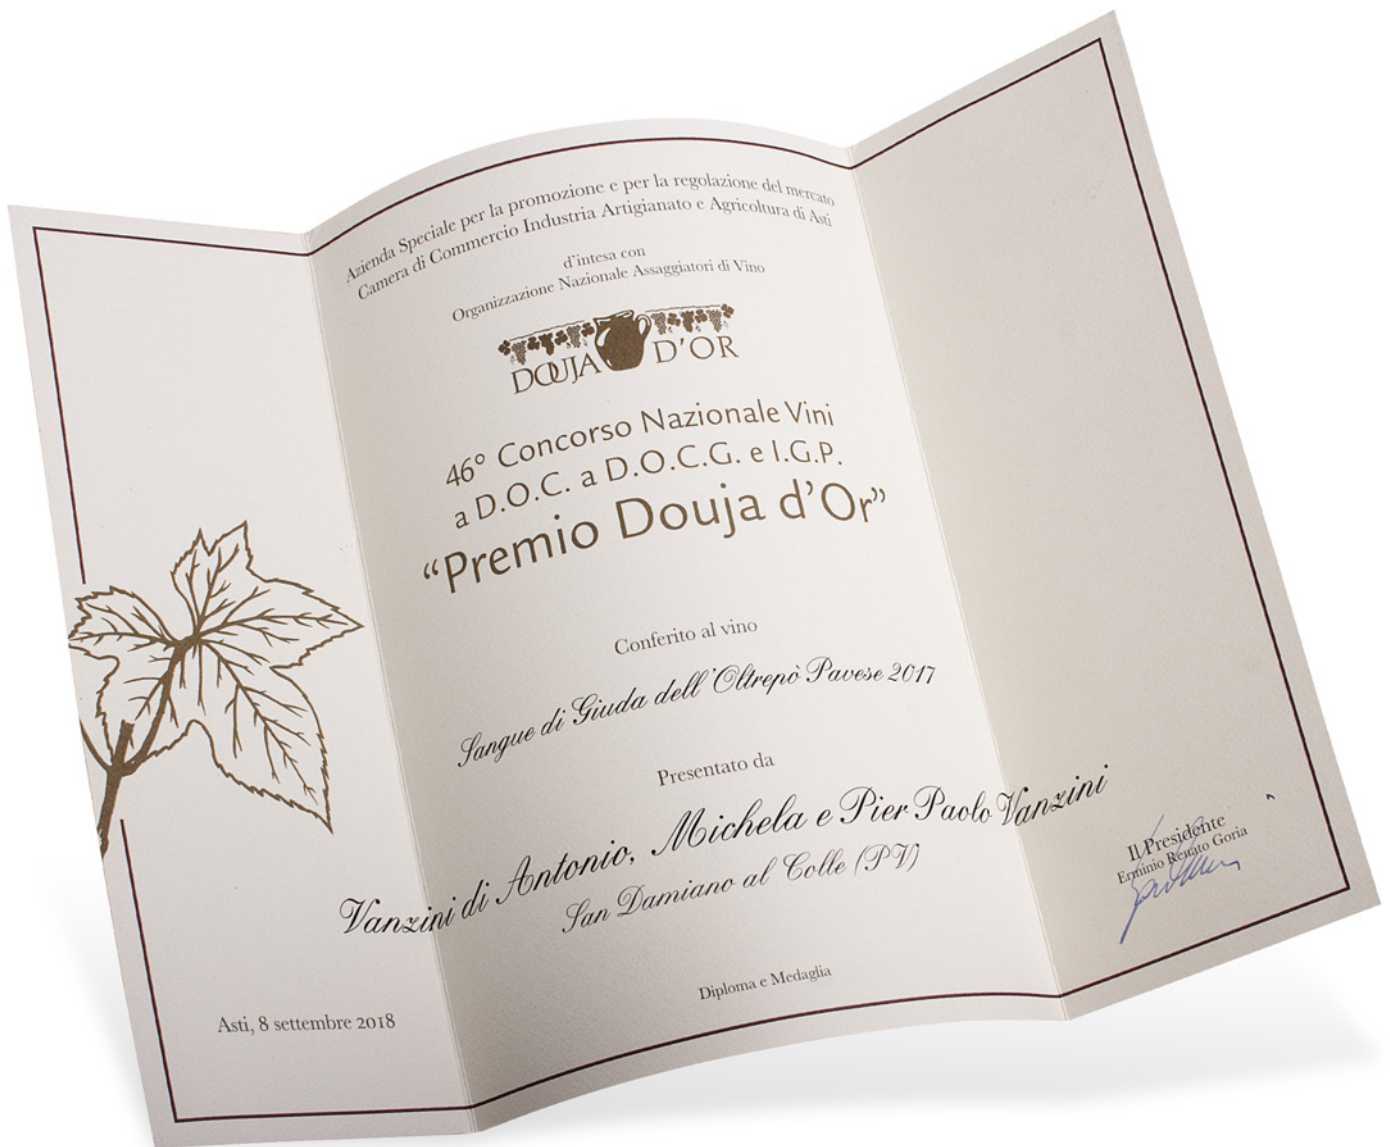 Azienda Speciale per la promozione e per la regolazione del mercato
Camera di Commercio Industria Artigianato e Agricoltura di Asti
d'intesa con
Organizzazione Nazionale Assaggiatori di Vino
DOUJA D'OR
46° Concorso Nazionale Vini
a D.O.C. a D.O.C.G. e I.G.P.
“Premio Douja d'Or”
Conferito al vino
Sangue di Giuda dell'Oltrepò Pavese 2017
Presentato da
Vanzini di Antonio, Michela e Pier Paolo Vanzini
San Damiano al Colle (PV)
Il Presidente
Erminio Renato Goria
Diploma e Medaglia
Asti, 8 settembre 2018